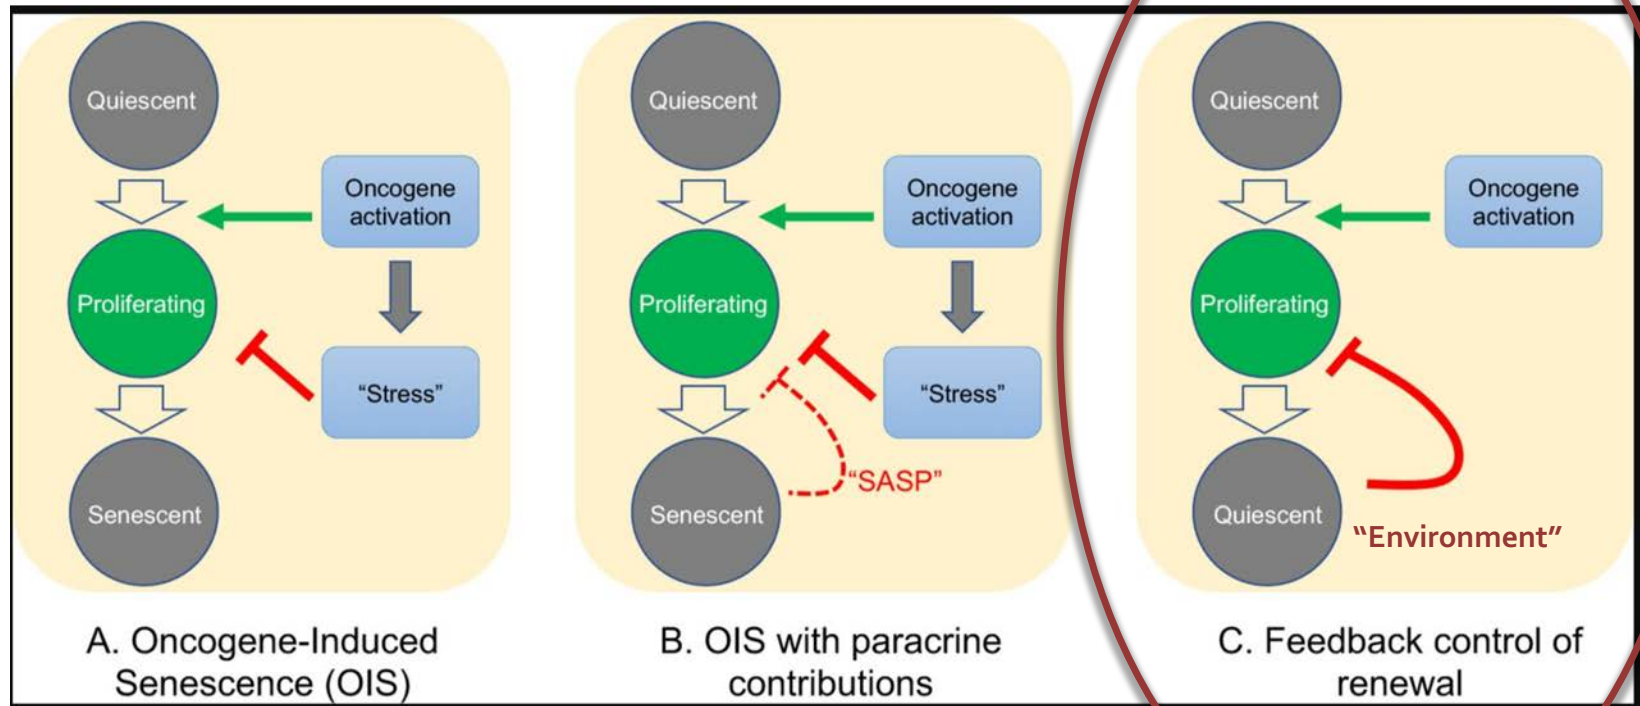 Quiescent
Oncogene
activation
Proliferating
“Stress”
Senescent
A. Oncogene-Induced
Senescence (OIS)
Quiescent
Oncogene
activation
Proliferating
“Stress”
“SASP”
Senescent
B. OIS with paracrine
contributions
Quiescent
Oncogene
activation
Proliferating
Quiescent
“Environment”
C. Feedback control of
renewal